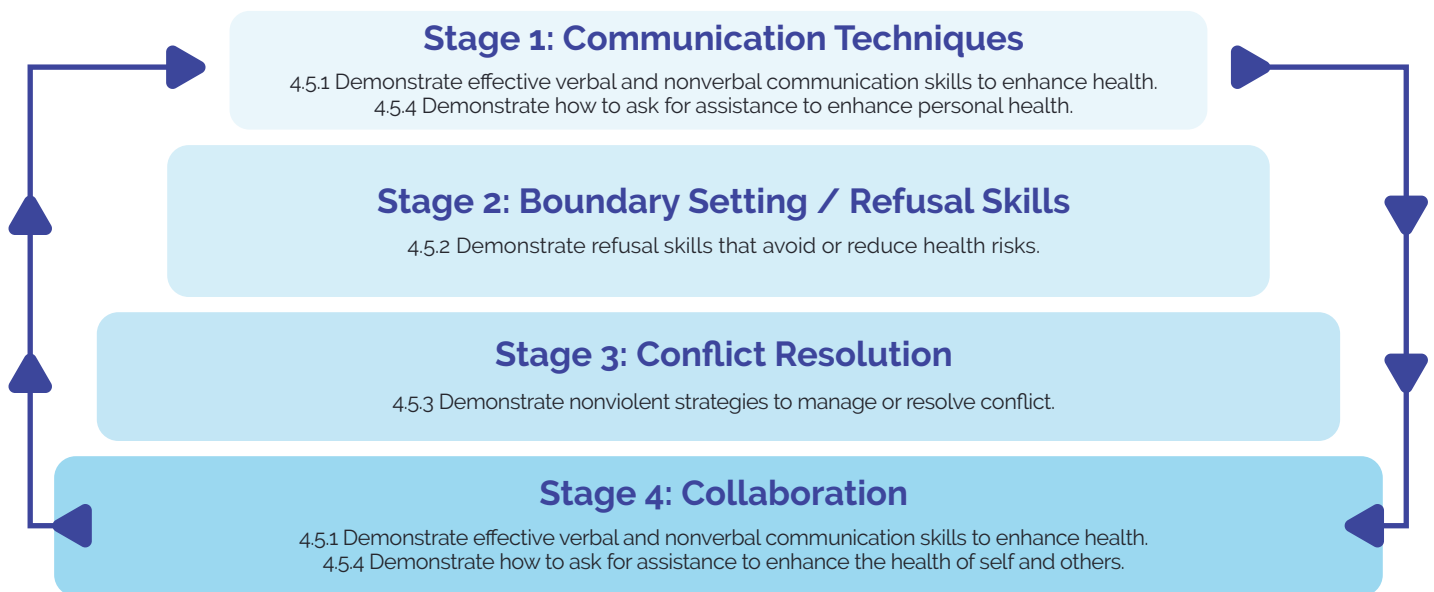 Stage 1: Communication Techniques
4.5.1 Demonstrate effective verbal and nonverbal communication skills to enhance health.
4.5.4 Demonstrate how to ask for assistance to enhance personal health.
Stage 2: Boundary Setting / Refusal Skills
4.5.2 Demonstrate refusal skills that avoid or reduce health risks.
Stage 3: Conflict Resolution
4.5.3 Demonstrate nonviolent strategies to manage or resolve conflict.
Stage 4: Collaboration
4.5.1 Demonstrate effective verbal and nonverbal communication skills to enhance health.
4.5.4 Demonstrate how to ask for assistance to enhance the health of self and others.